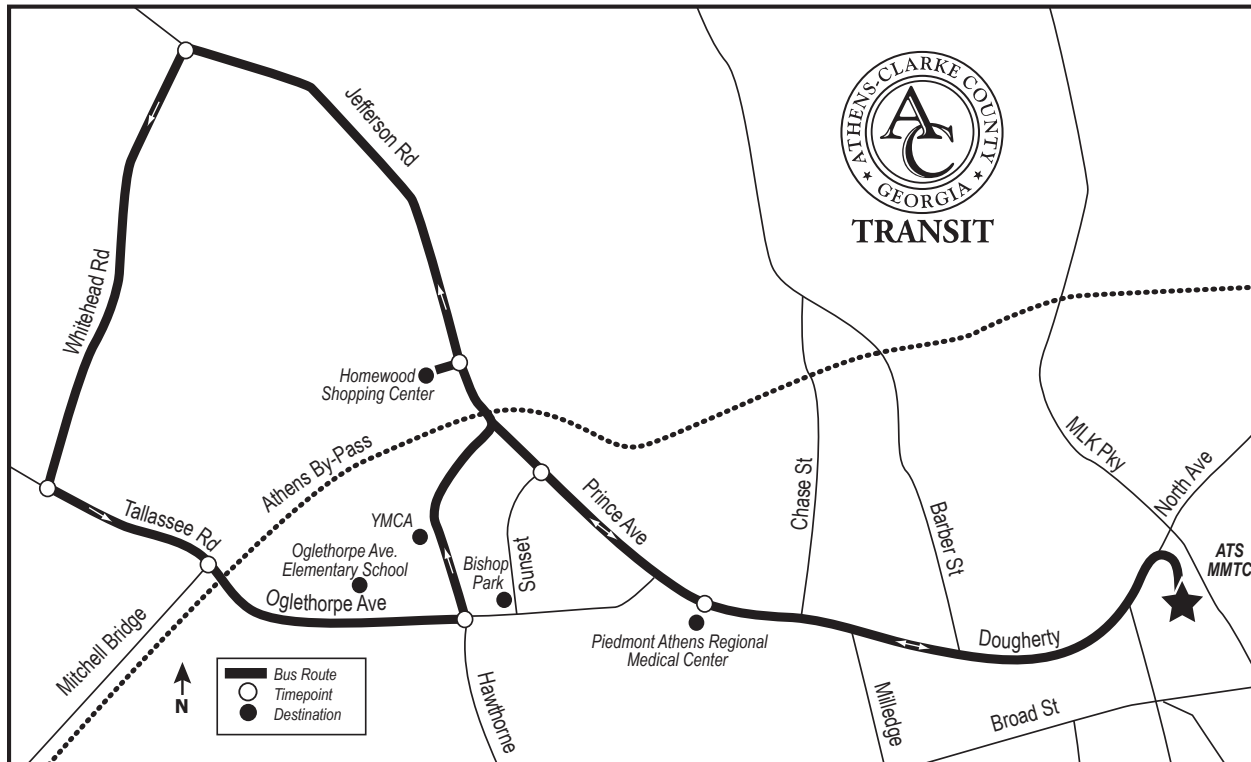 Jefferson Rd
ATHENS-CLARKE COUNTY
AC
GEORGIA
TRANSIT
Whitehead Rd
Homewood
Shopping Center
Athens By-Pass
Prince Ave
Chase St
MLK Pky
North Ave
Barber St
Tallassee Rd
YMCA
Oglethorpe Ave.
Elementary School
Bishop
Park
Sunset
ATS
MMTC
Oglethorpe Ave
Mitchell Bridge
Piedmont Athens Regional
Medical Center
Dougherty
N
Bus Route
Timepoint
Destination
Hawthorne
Milledge
Broad St